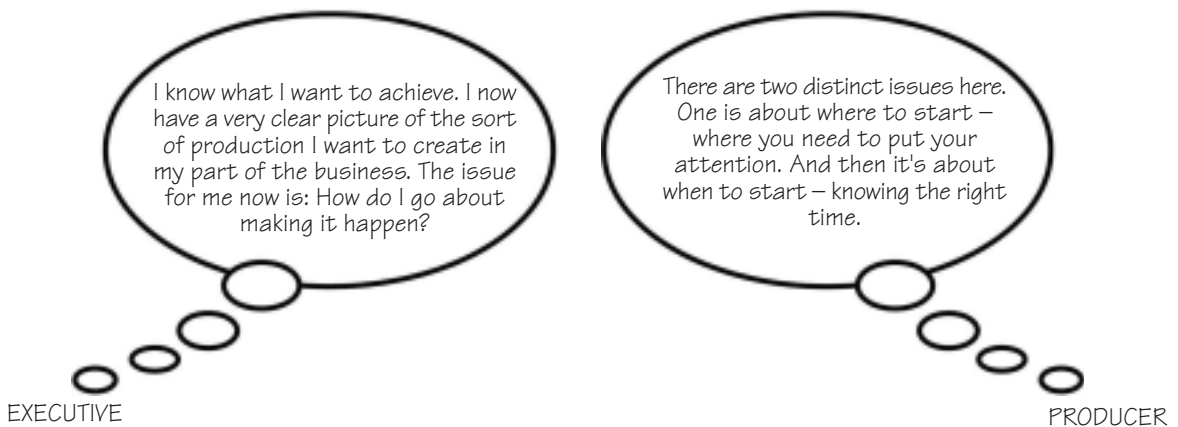 I know what I want to achieve. I now
have a very clear picture of the sort
of production I want to create in
my part of the business. The issue
for me now is: How do I go about
making it happen?
EXECUTIVE
There are two distinct issues here.
One is about where to start –
where you need to put your
attention. And then it's about
when to start – knowing the right
time.
PRODUCER